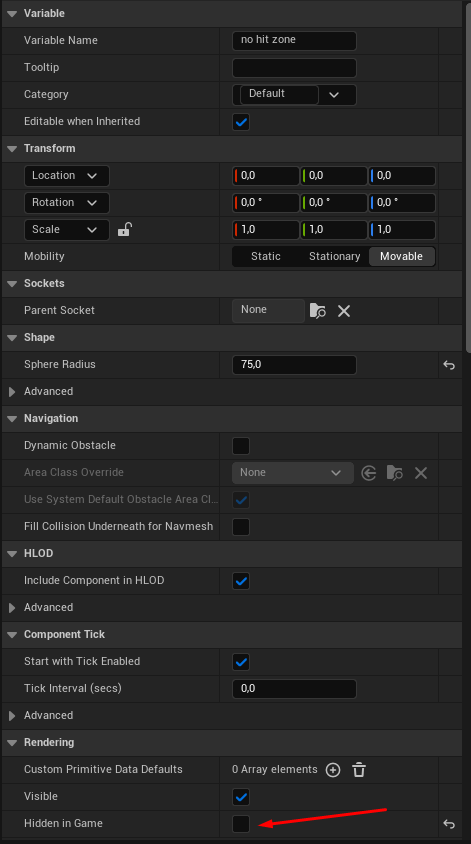 Variable
Variable Name no hit zone
Tooltip
Category Default
Editable when Inherited
Transform
Location 0,0 0,0 0,0
Rotation 0,0 ° 0,0 ° 0,0 °
Scale 1,0 1,0 1,0
Mobility Static Stationary Movable
Sockets
Parent Socket None
Shape
Sphere Radius 75,0
Advanced
Navigation
Dynamic Obstacle
Area Class Override None
Use System Default Obstacle Area Cl...
Fill Collision Underneath for Navmesh
HLOD
Include Component in HLOD
Advanced
Component Tick
Start with Tick Enabled
Tick Interval (secs) 0,0
Advanced
Rendering
Custom Primitive Data Defaults 0 Array elements
Visible
Hidden in Game